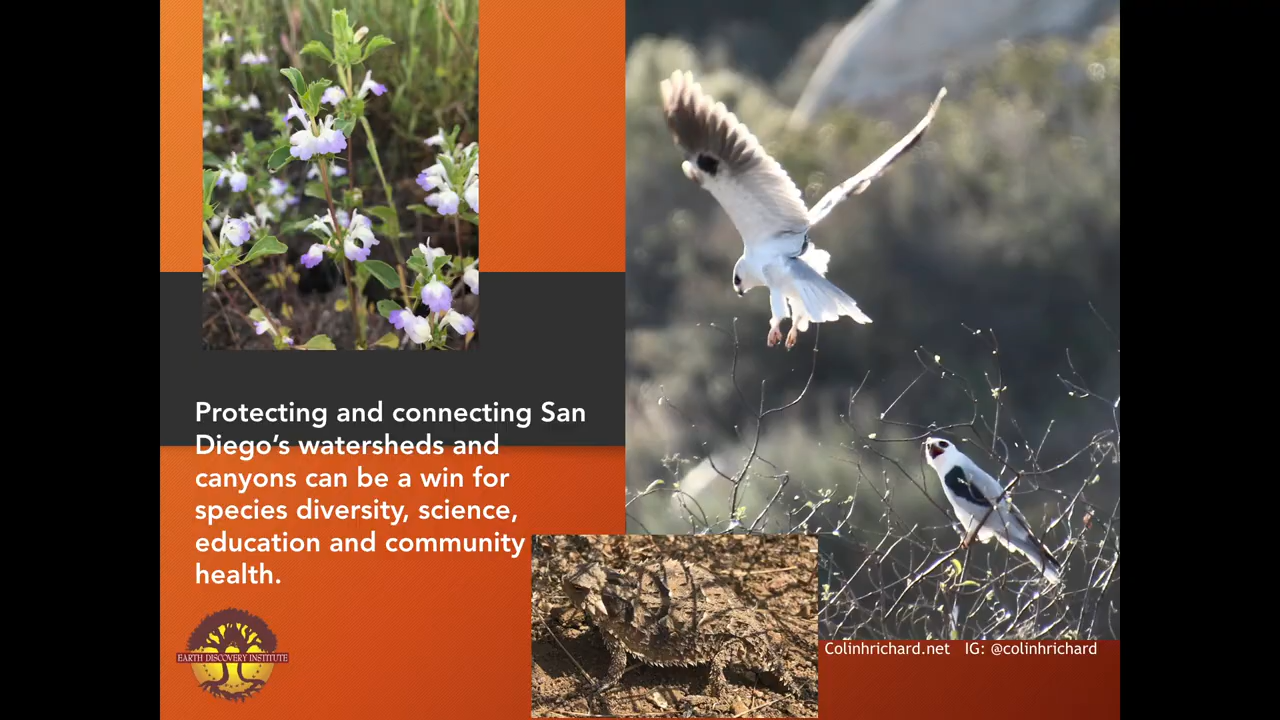 Protecting and connecting San
Diego’s watersheds and
canyons can be a win for
species diversity, science,
education and community
health.
EARTH DISCOVERY INSTITUTE
Colinhrichard.net IG: @colinhrichard